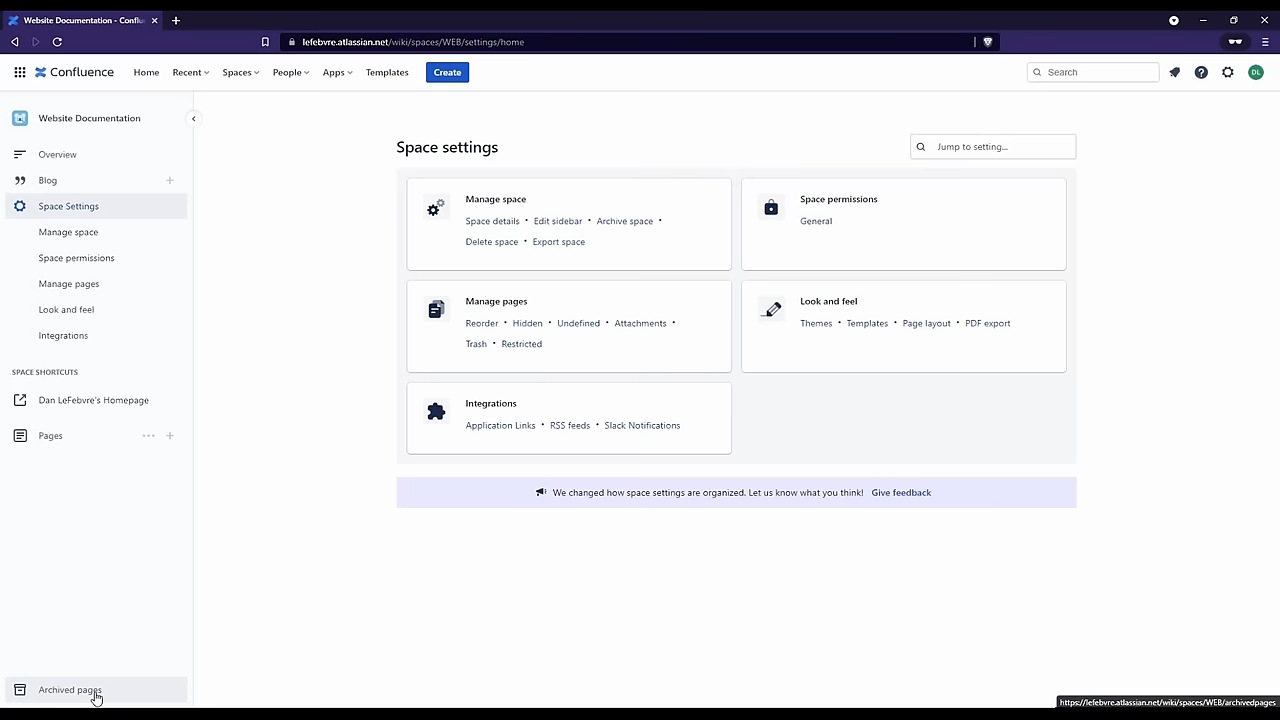 Website Documentation - Conflu
lefebvre.atlassian.net/wiki/spaces/WEB/settings/home
Confluence
Home
Recent
Spaces
People
Apps
Templates
Create
Search
DL
Website Documentation
Overview
Blog
Space Settings
Manage space
Space permissions
Manage pages
Look and feel
Integrations
SPACE SHORTCUTS
Dan LeFebvre's Homepage
Pages
Archived pages
Space settings
Jump to setting...
Manage space
Space details • Edit sidebar • Archive space •
Delete space • Export space
Space permissions
General
Manage pages
Reorder • Hidden • Undefined • Attachments •
Trash • Restricted
Look and feel
Themes • Templates • Page layout • PDF export
Integrations
Application Links • RSS feeds • Slack Notifications
We changed how space settings are organized. Let us know what you think! Give feedback
https://lefebvre.atlassian.net/wiki/spaces/WEB/archivedpages